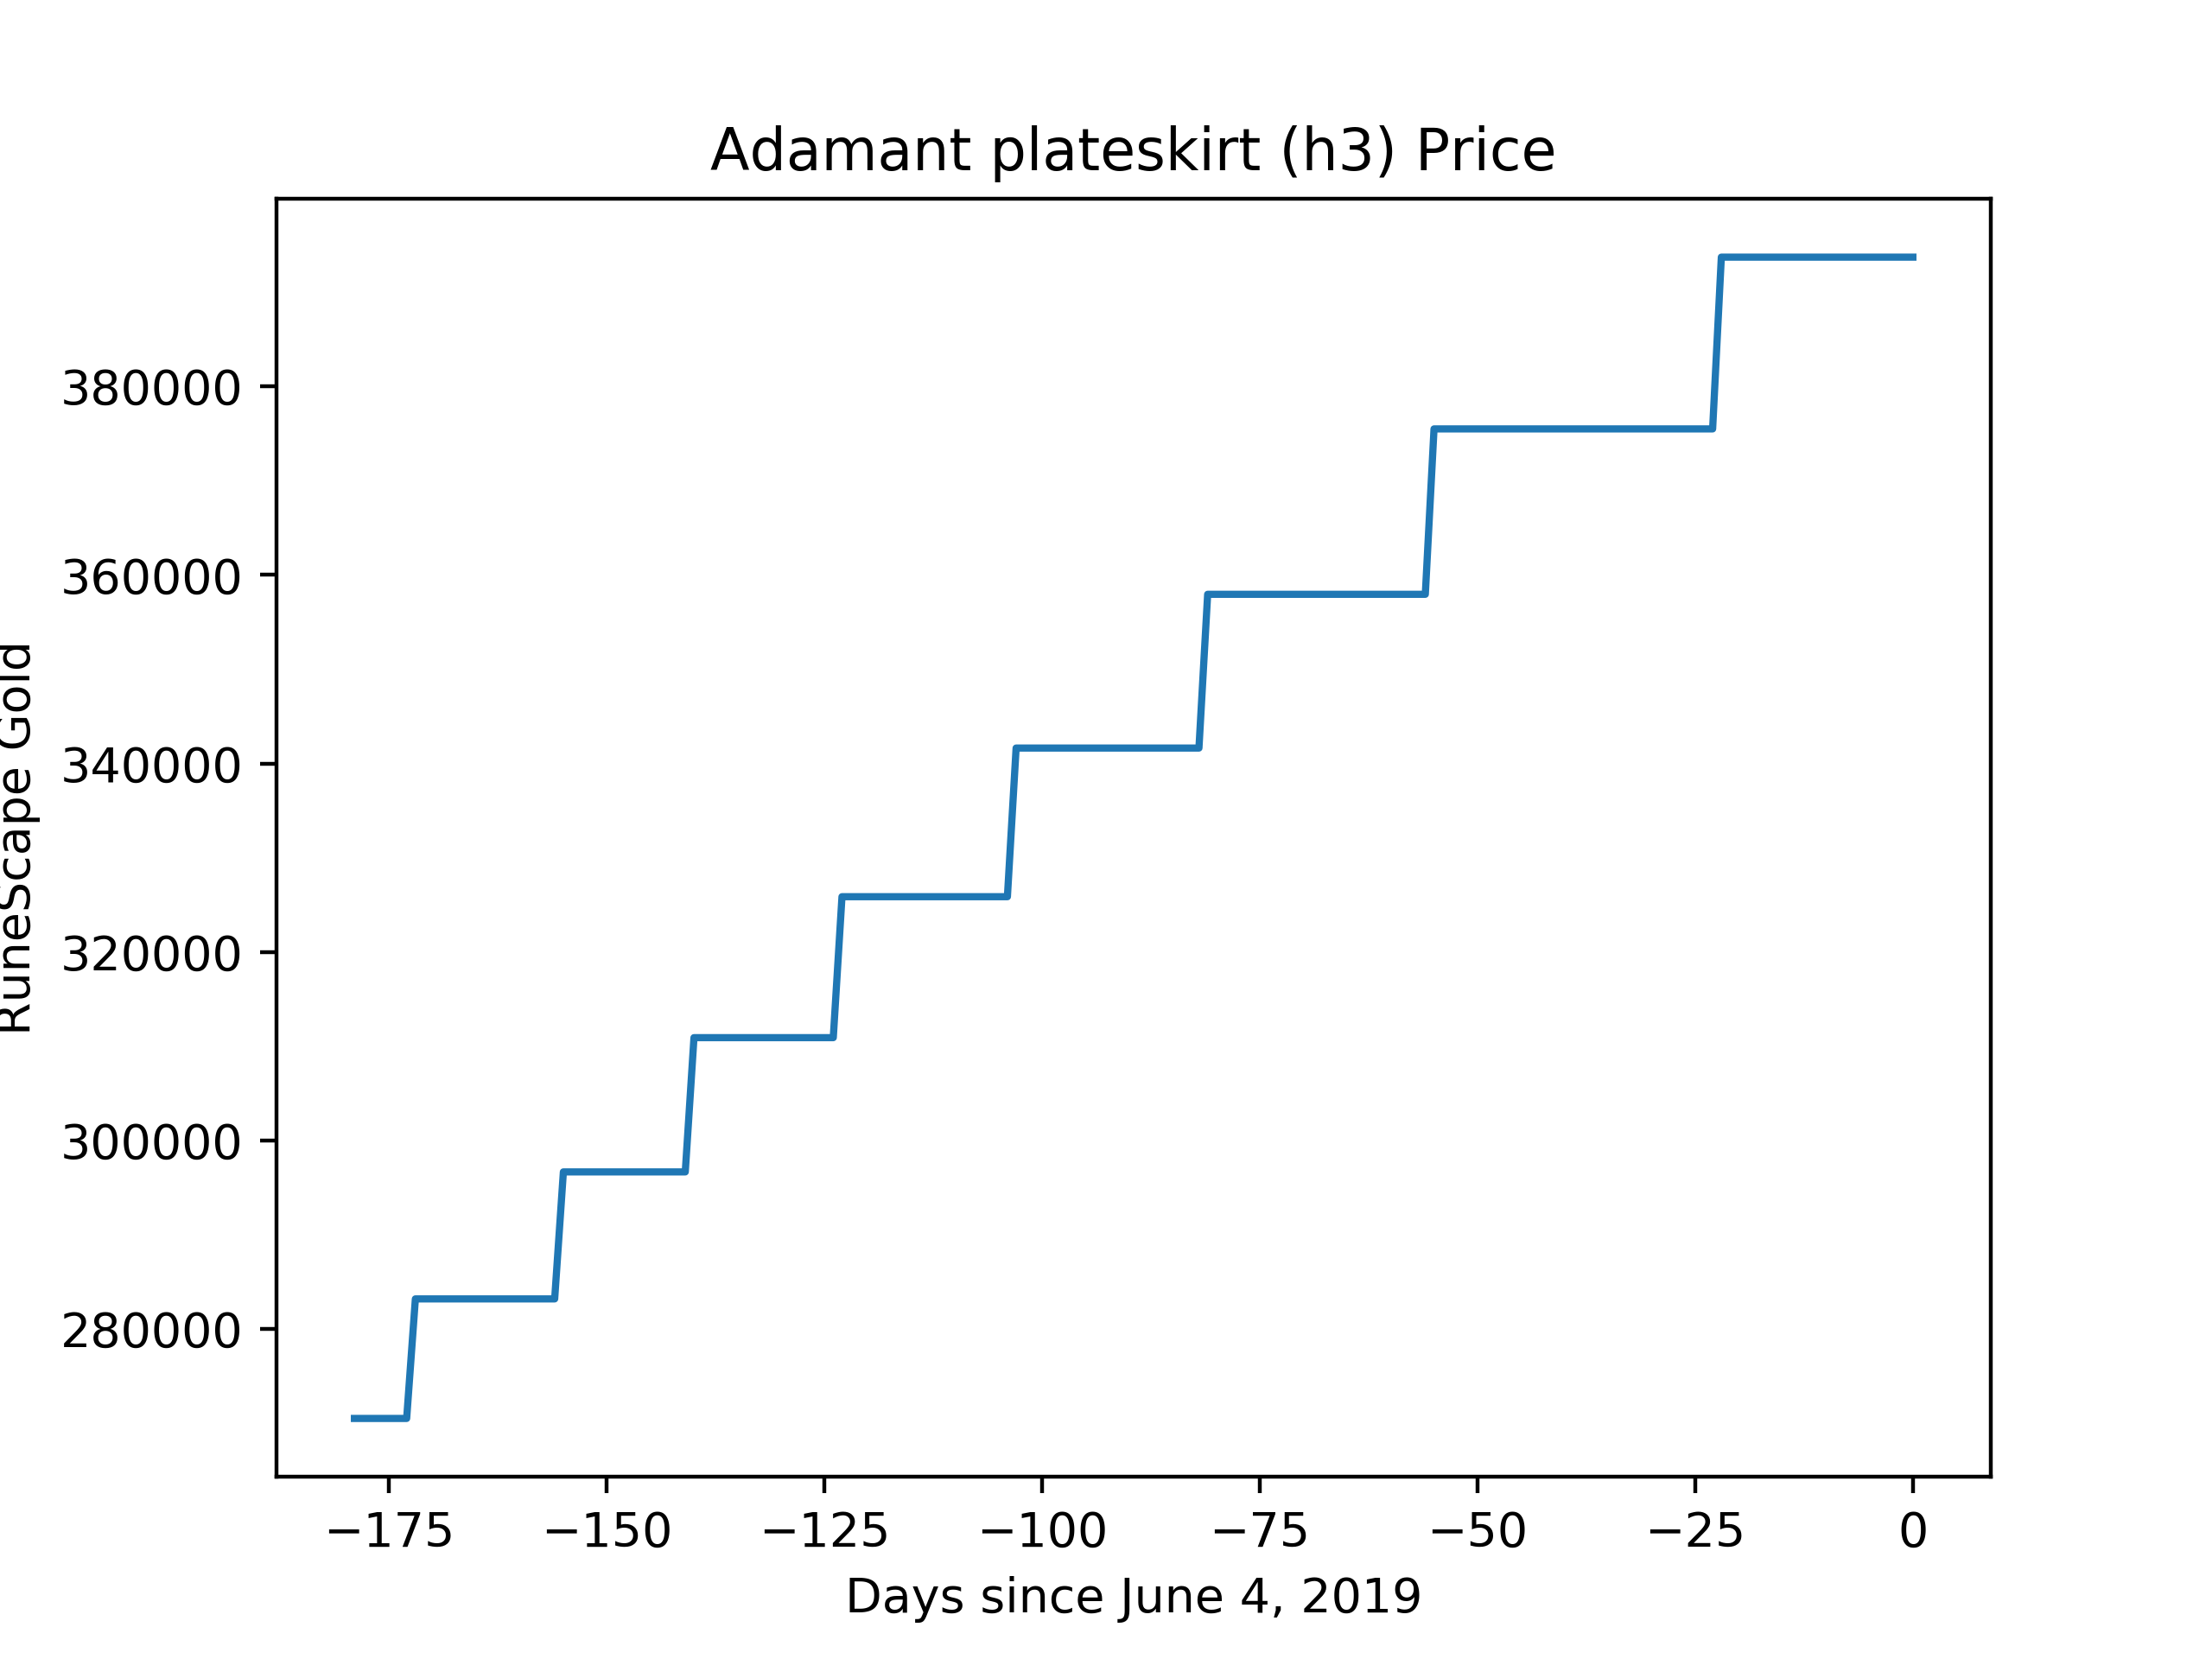 Adamant plateskirt (h3) Price
380000
360000
340000
320000
300000
280000
Runescape Gold
−175 −150 −125 −100 −75 −50 −25 0
Days since June 4, 2019